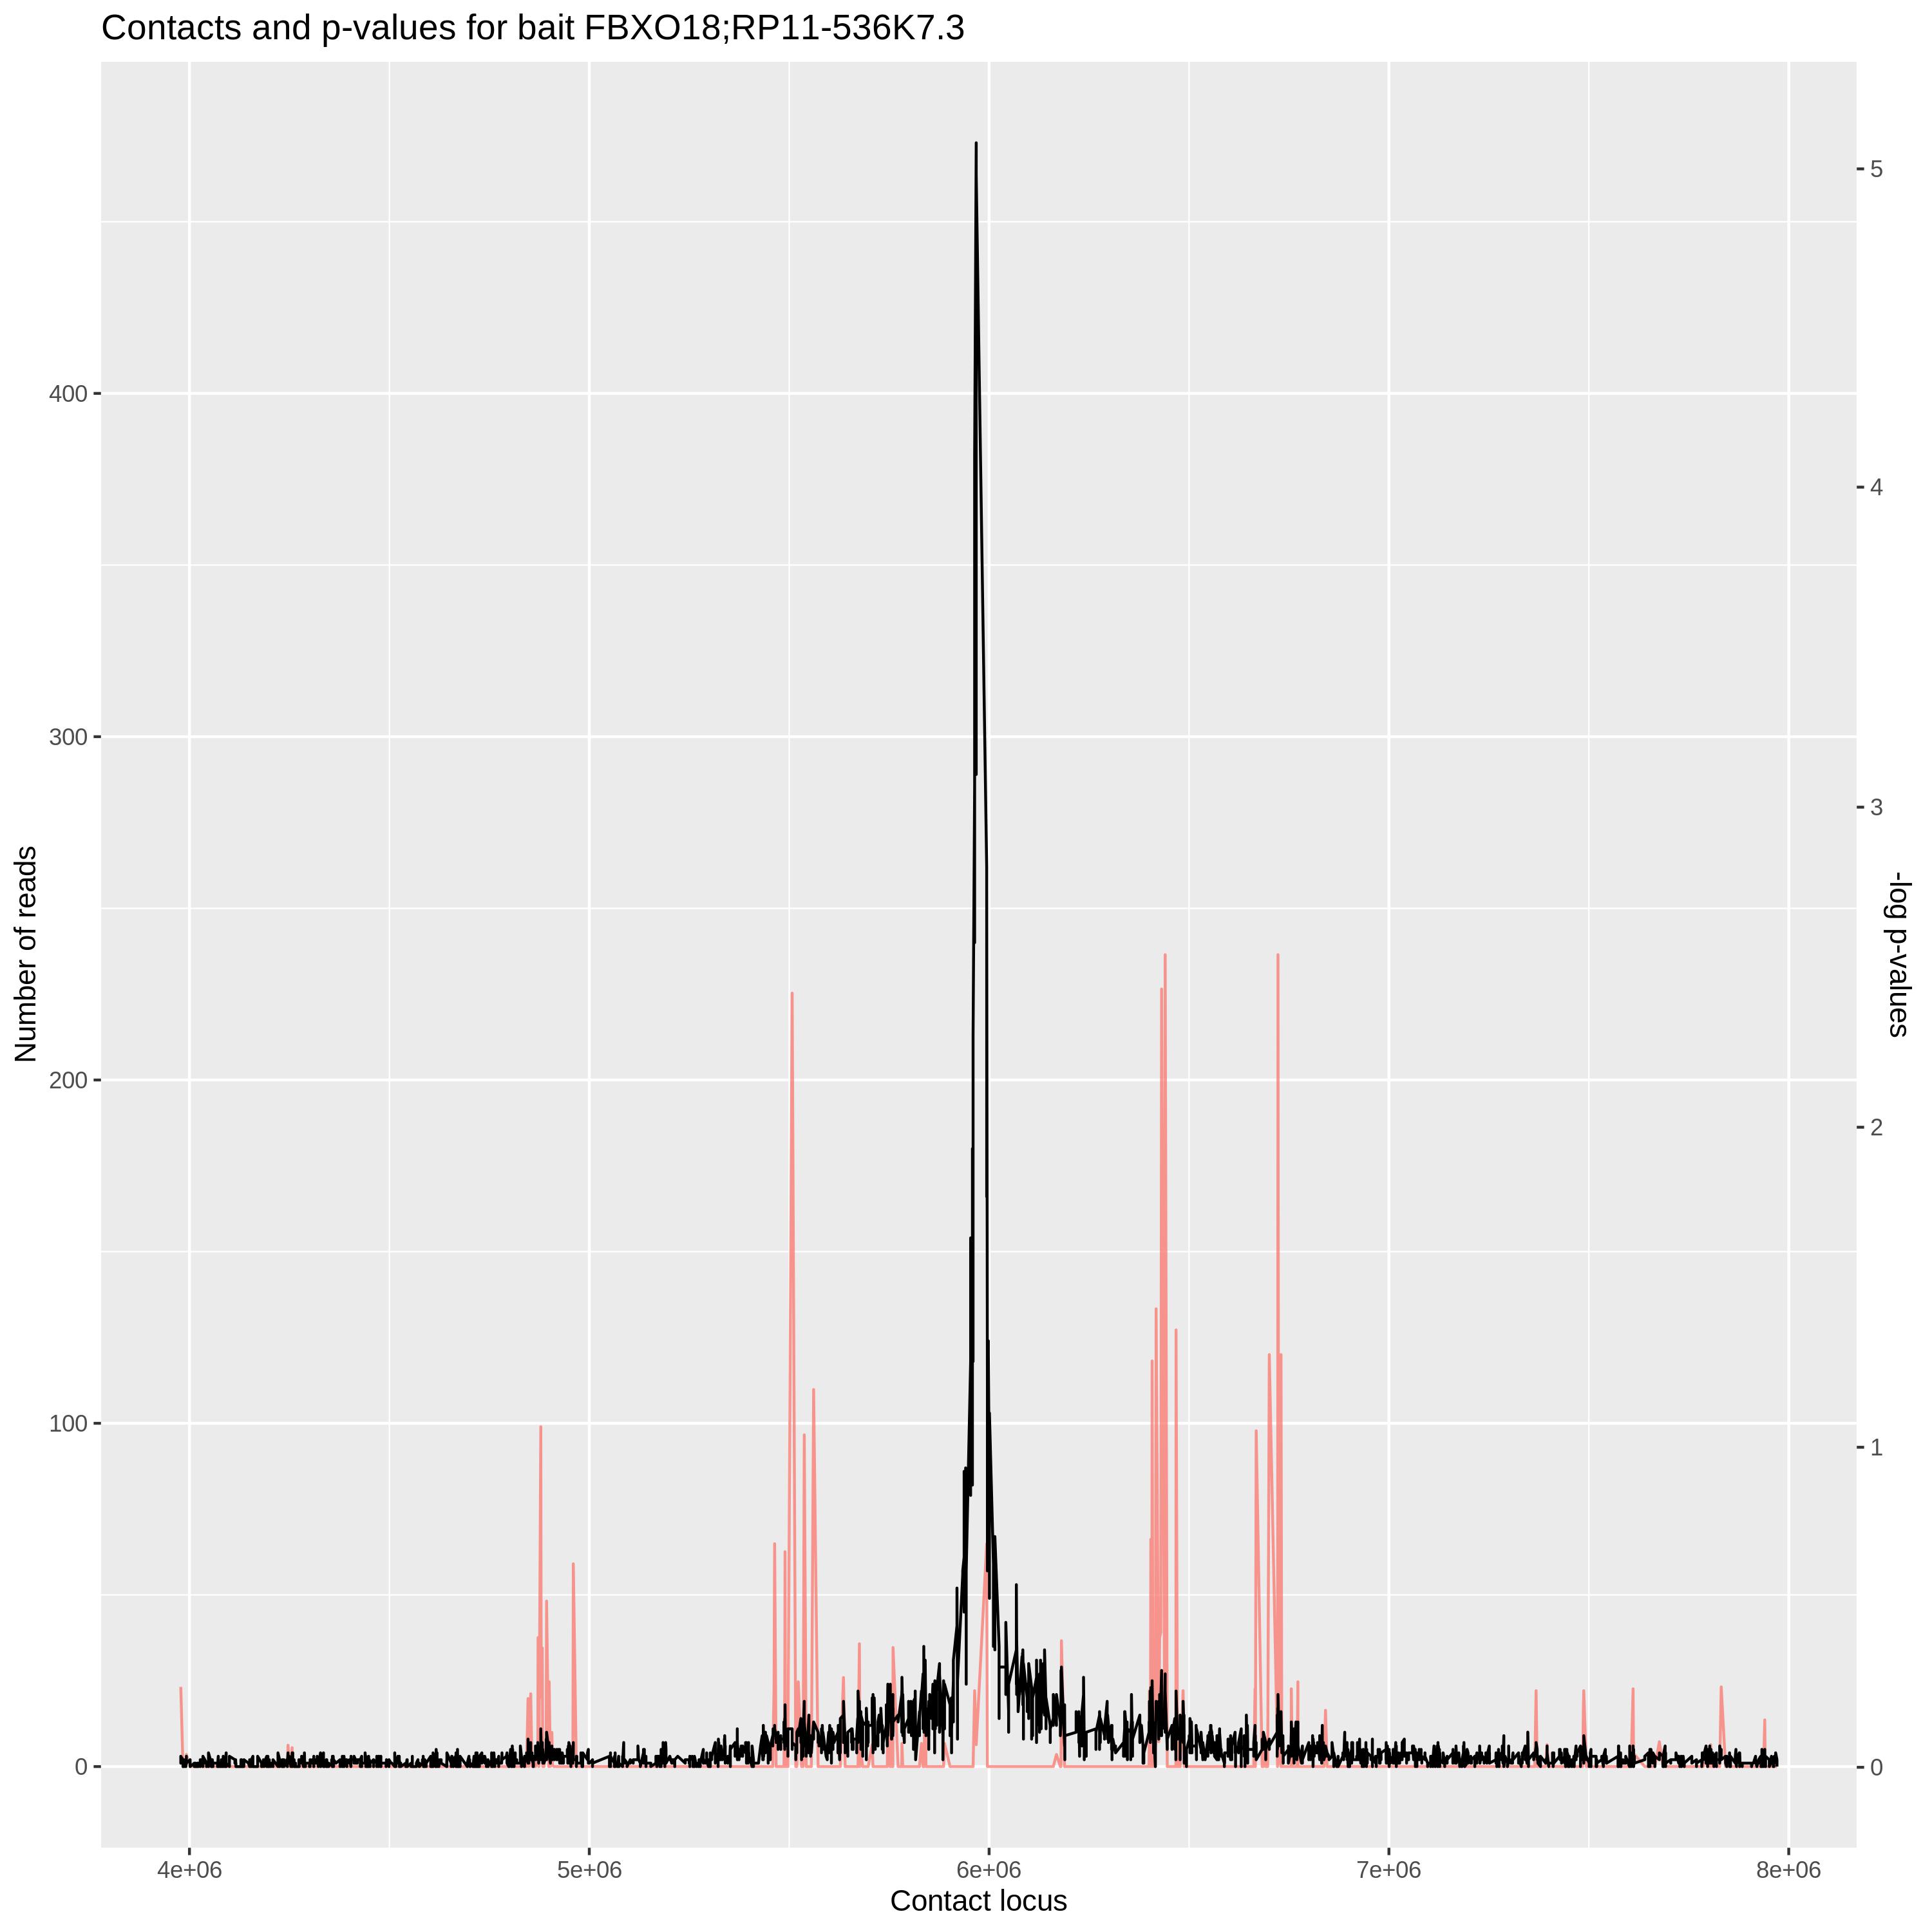 Contacts and p-values for bait FBXO18;RP11-536K7.3
Number of reads
400
300
200
100
0
5
4
3
2
1
0
-log p-values
4e+06 5e+06 6e+06 7e+06 8e+06
Contact locus